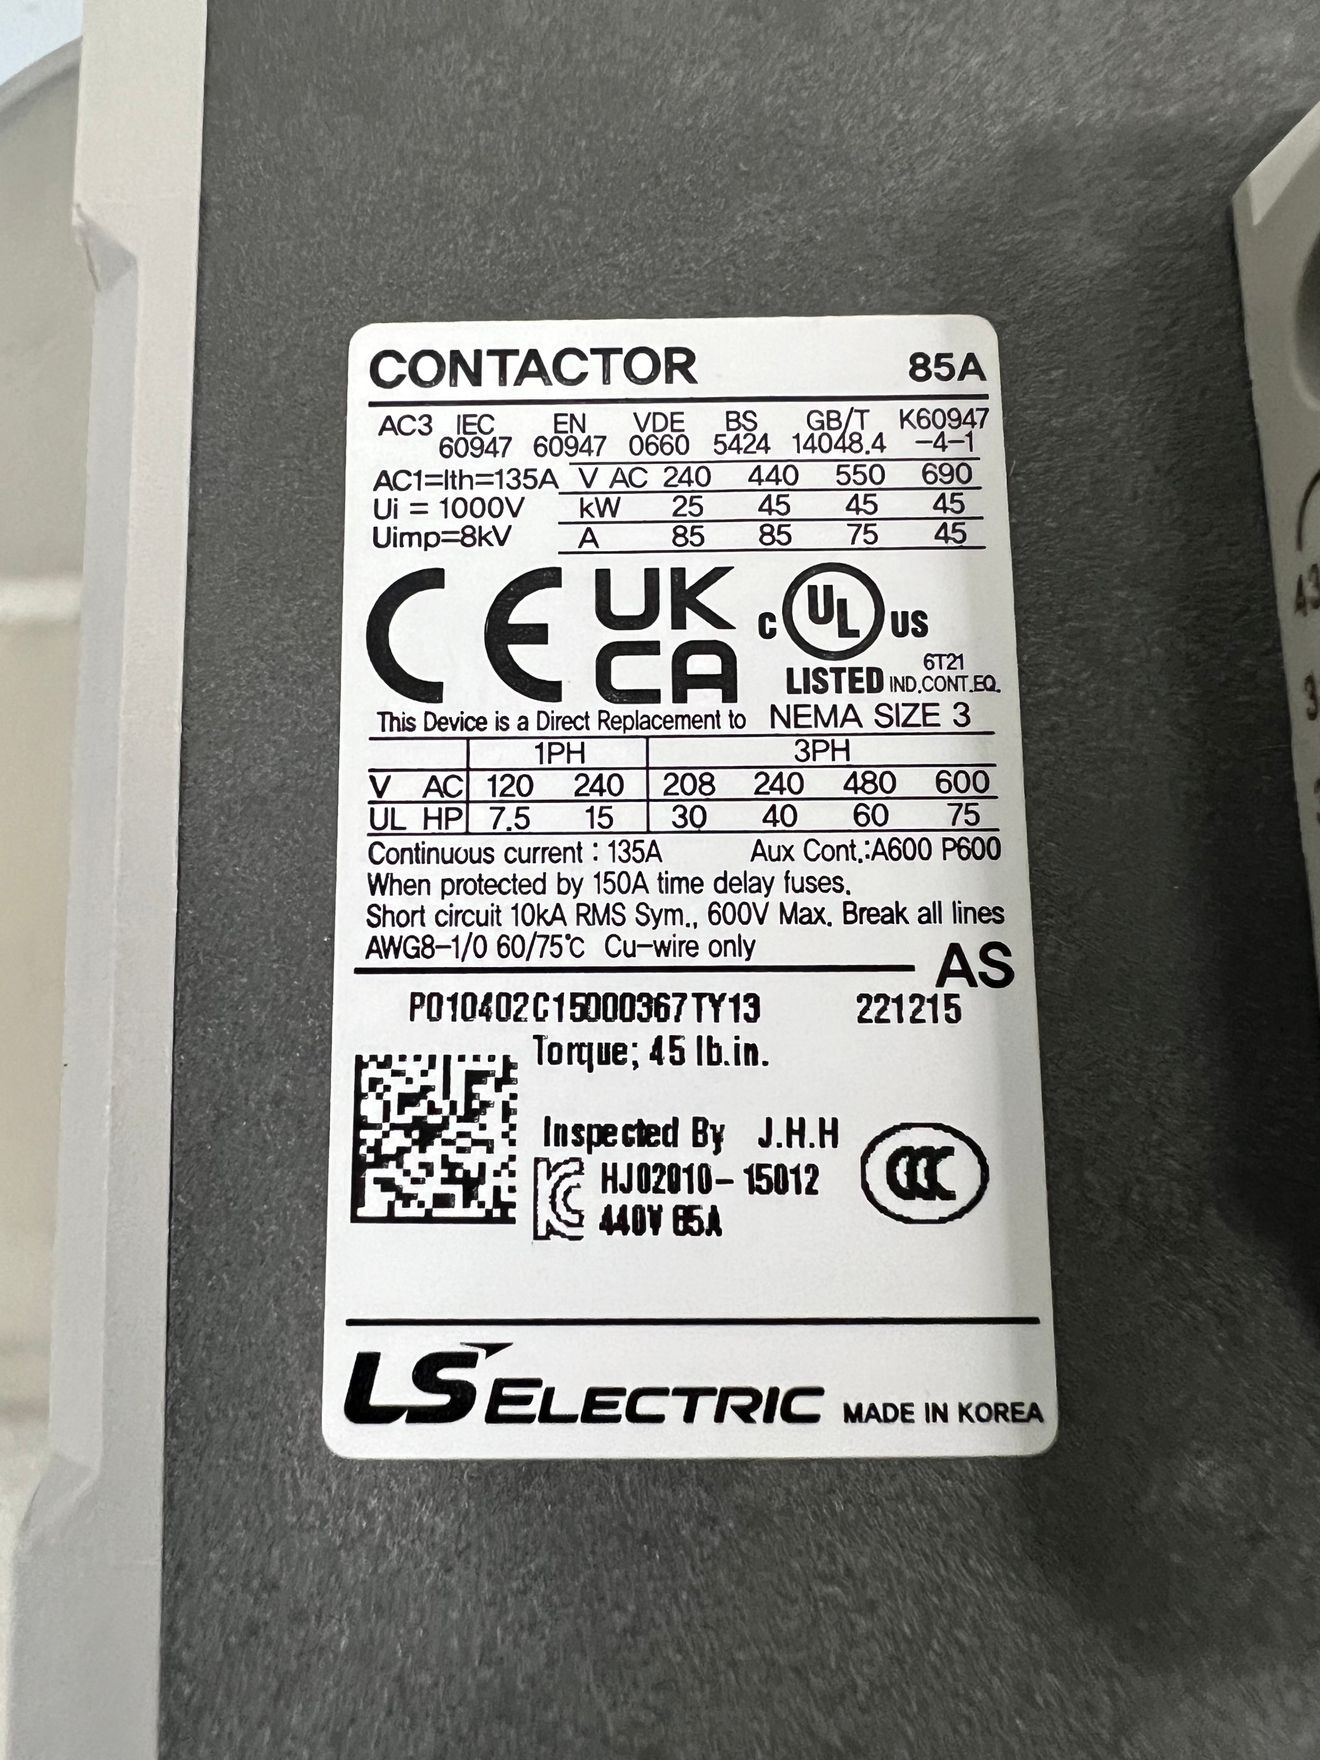 CONTACTOR 85A
AC3 IEC EN VDE BS GB/T K60947
60947 60947 0660 5424 14048.4 -4-1
AC1=Ith=135A V AC 240 440 550 690
Ui = 1000V kW 25 45 45 45
Uimp=8kV A 85 85 75 45
CE UK CA C UL US
LISTED 6T21 IND.CONT.EQ.
This Device is a Direct Replacement to NEMA SIZE 3
1PH 3PH
V AC 120 240 208 240 480 600
UL HP 7.5 15 30 40 60 75
Continuous current : 135A Aux Cont.:A600 P600
When protected by 150A time delay fuses.
Short circuit 10kA RMS Sym., 600V Max. Break all lines
AWG8-1/0 60/75℃ Cu-wire only
AS
P010402C15000367TY13 221215
Torque; 45 lb.in.
Inspected By J.H.H
KC HJ02010-15012 CCC
440V 85A
LS ELECTRIC MADE IN KOREA
43
3